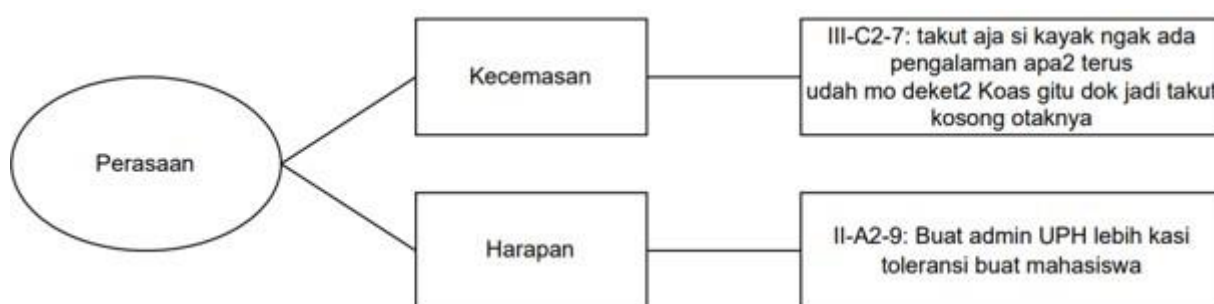 Perasaan
Kecemasan
III-C2-7: takut aja si kayak ngak ada
pengalaman apa2 terus
udah mo deket2 Koas gitu dok jadi takut
kosong otaknya
Harapan
II-A2-9: Buat admin UPH lebih kasi
toleransi buat mahasiswa